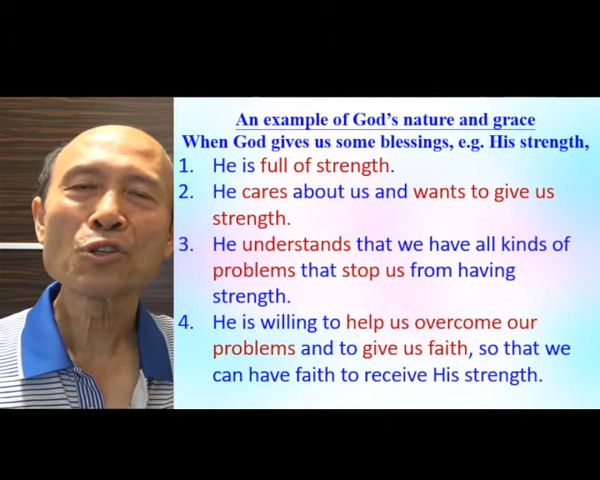 An example of God's nature and grace
When God gives us some blessings, e.g. His strength,
1. He is full of strength.
2. He cares about us and wants to give us
strength.
3. He understands that we have all kinds of
problems that stop us from having
strength.
4. He is willing to help us overcome our
problems and to give us faith, so that we
can have faith to receive His strength.